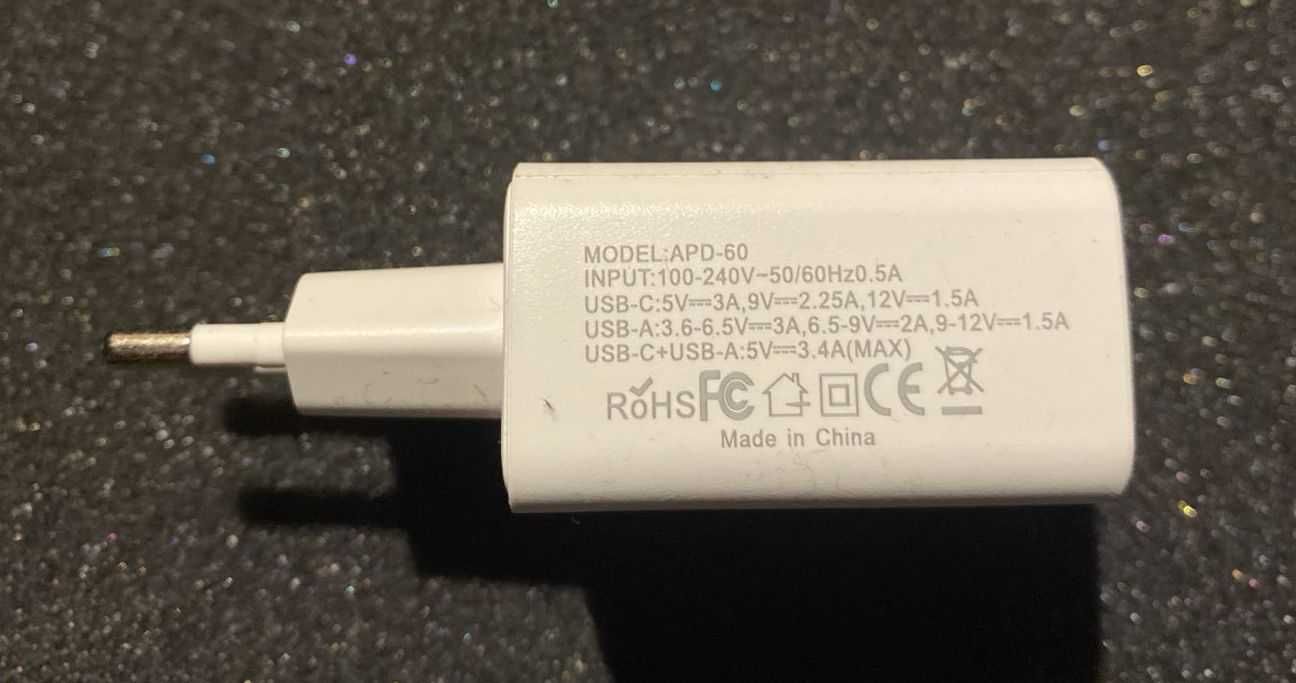 MODEL:APD-60
INPUT:100-240V~50/60Hz0.5A
USB-C:5V⎓3A,9V⎓2.25A,12V⎓1.5A
USB-A:3.6-6.5V⎓3A,6.5-9V⎓2A,9-12V⎓1.5A
USB-C+USB-A:5V⎓3.4A(MAX)
RoHS FC CE
Made in China